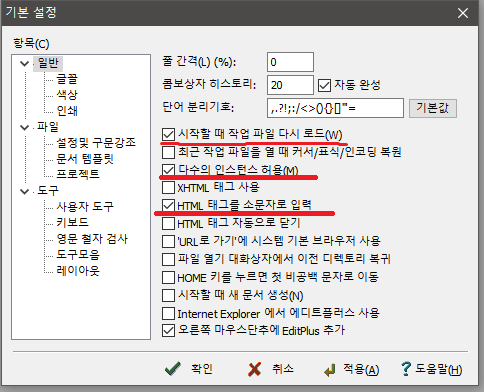 기본 설정
항목(C)
일반
글꼴
색상
인쇄
파일
설정및 구문강조
문서 템플릿
프로젝트
도구
사용자 도구
키보드
영문 철자 검사
도구모음
레이아웃
줄 간격(L) (%): 0
콤보상자 히스토리: 20 자동 완성
단어 분리기호: ,.?!;:/<>(){}[]"'= 기본값
시작할 때 작업 파일 다시 로드(W)
최근 작업 파일을 열 때 커서/표식/인코딩 복원
다수의 인스턴스 허용(M)
XHTML 태그 사용
HTML 태그를 소문자로 입력
HTML 태그 자동으로 닫기
'URL로 가기'에 시스템 기본 브라우저 사용
파일 열기 대화상자에서 이전 디렉토리 복귀
HOME 키를 누르면 첫 비공백 문자로 이동
시작할 때 새 문서 생성(N)
Internet Explorer 에서 에디트플러스 사용
오른쪽 마우스단추에 EditPlus 추가
확인 취소 적용(A) 도움말(H)